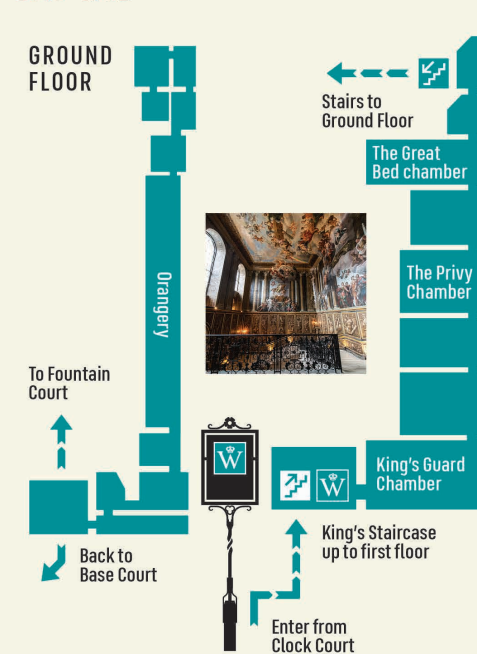 GROUND
FLOOR
Stairs to
Ground Floor
The Great
Bed chamber
The Privy
Chamber
Orangery
To Fountain
Court
W
W
King's Guard
Chamber
Back to
Base Court
King's Staircase
up to first floor
Enter from
Clock Court